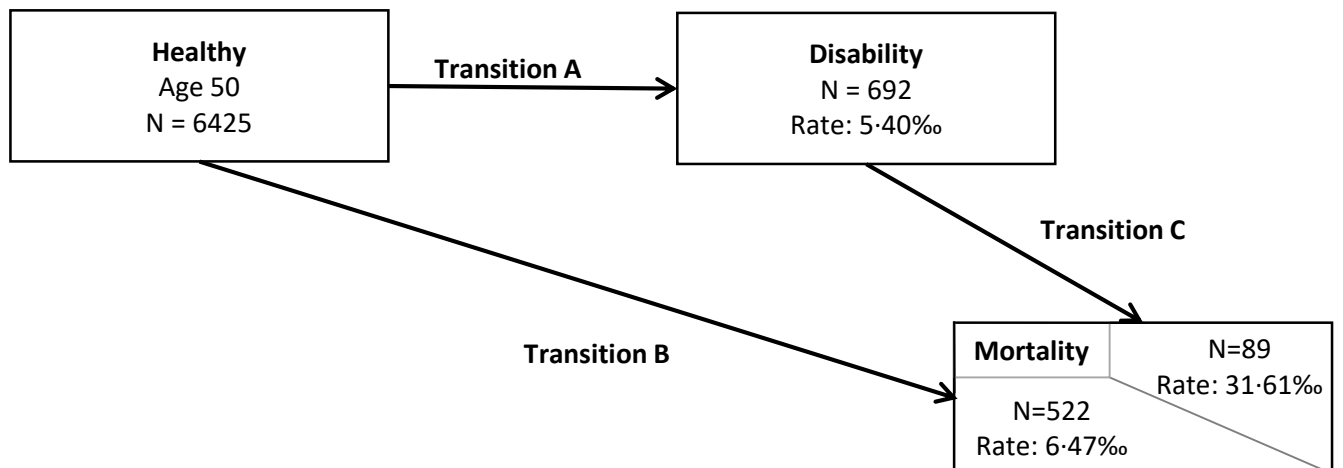 Healthy
Age 50
N = 6425
Transition A
Disability
N = 692
Rate: 5·40‰
Transition C
Transition B
Mortality
N=89
Rate: 31·61‰
N=522
Rate: 6·47‰